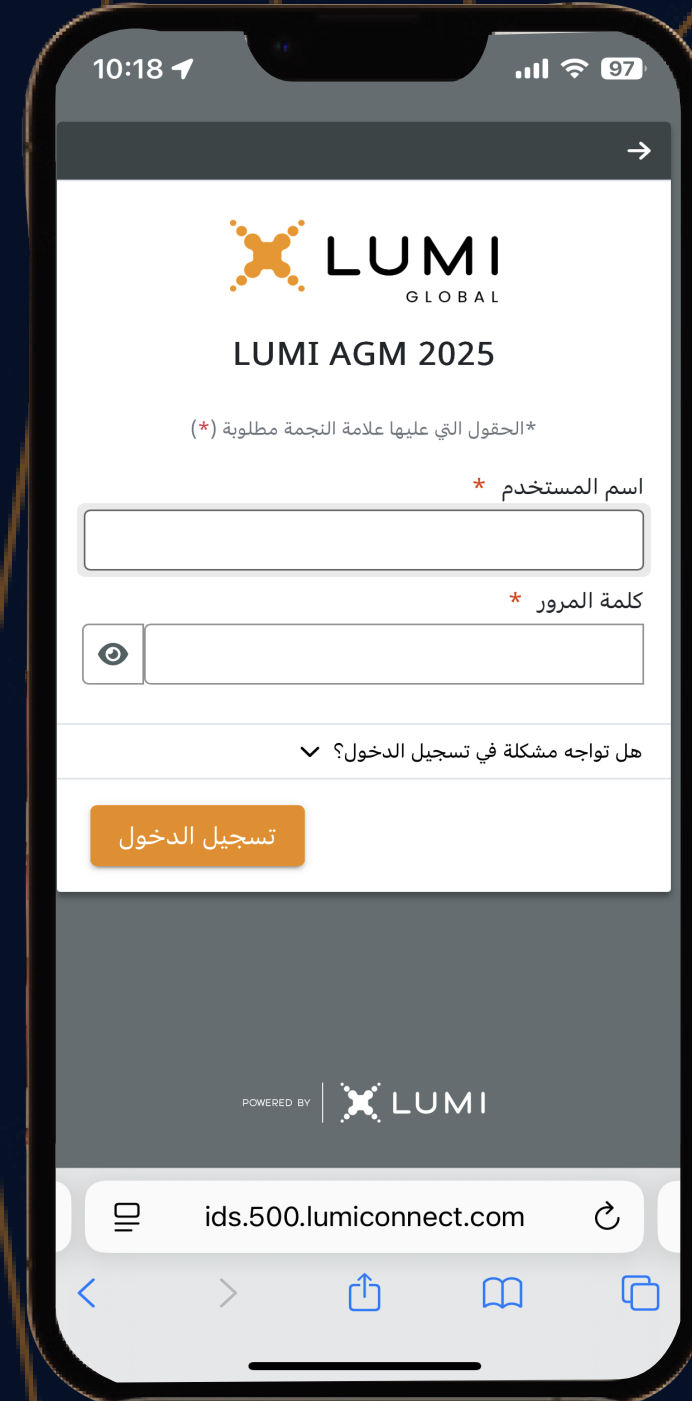 10:18
97
LUMI
GLOBAL
LUMI AGM 2025
*الحقول التي عليها علامة النجمة مطلوبة (*)
اسم المستخدم *
كلمة المرور *
هل تواجه مشكلة في تسجيل الدخول؟
تسجيل الدخول
POWERED BY LUMI
ids.500.lumiconnect.com